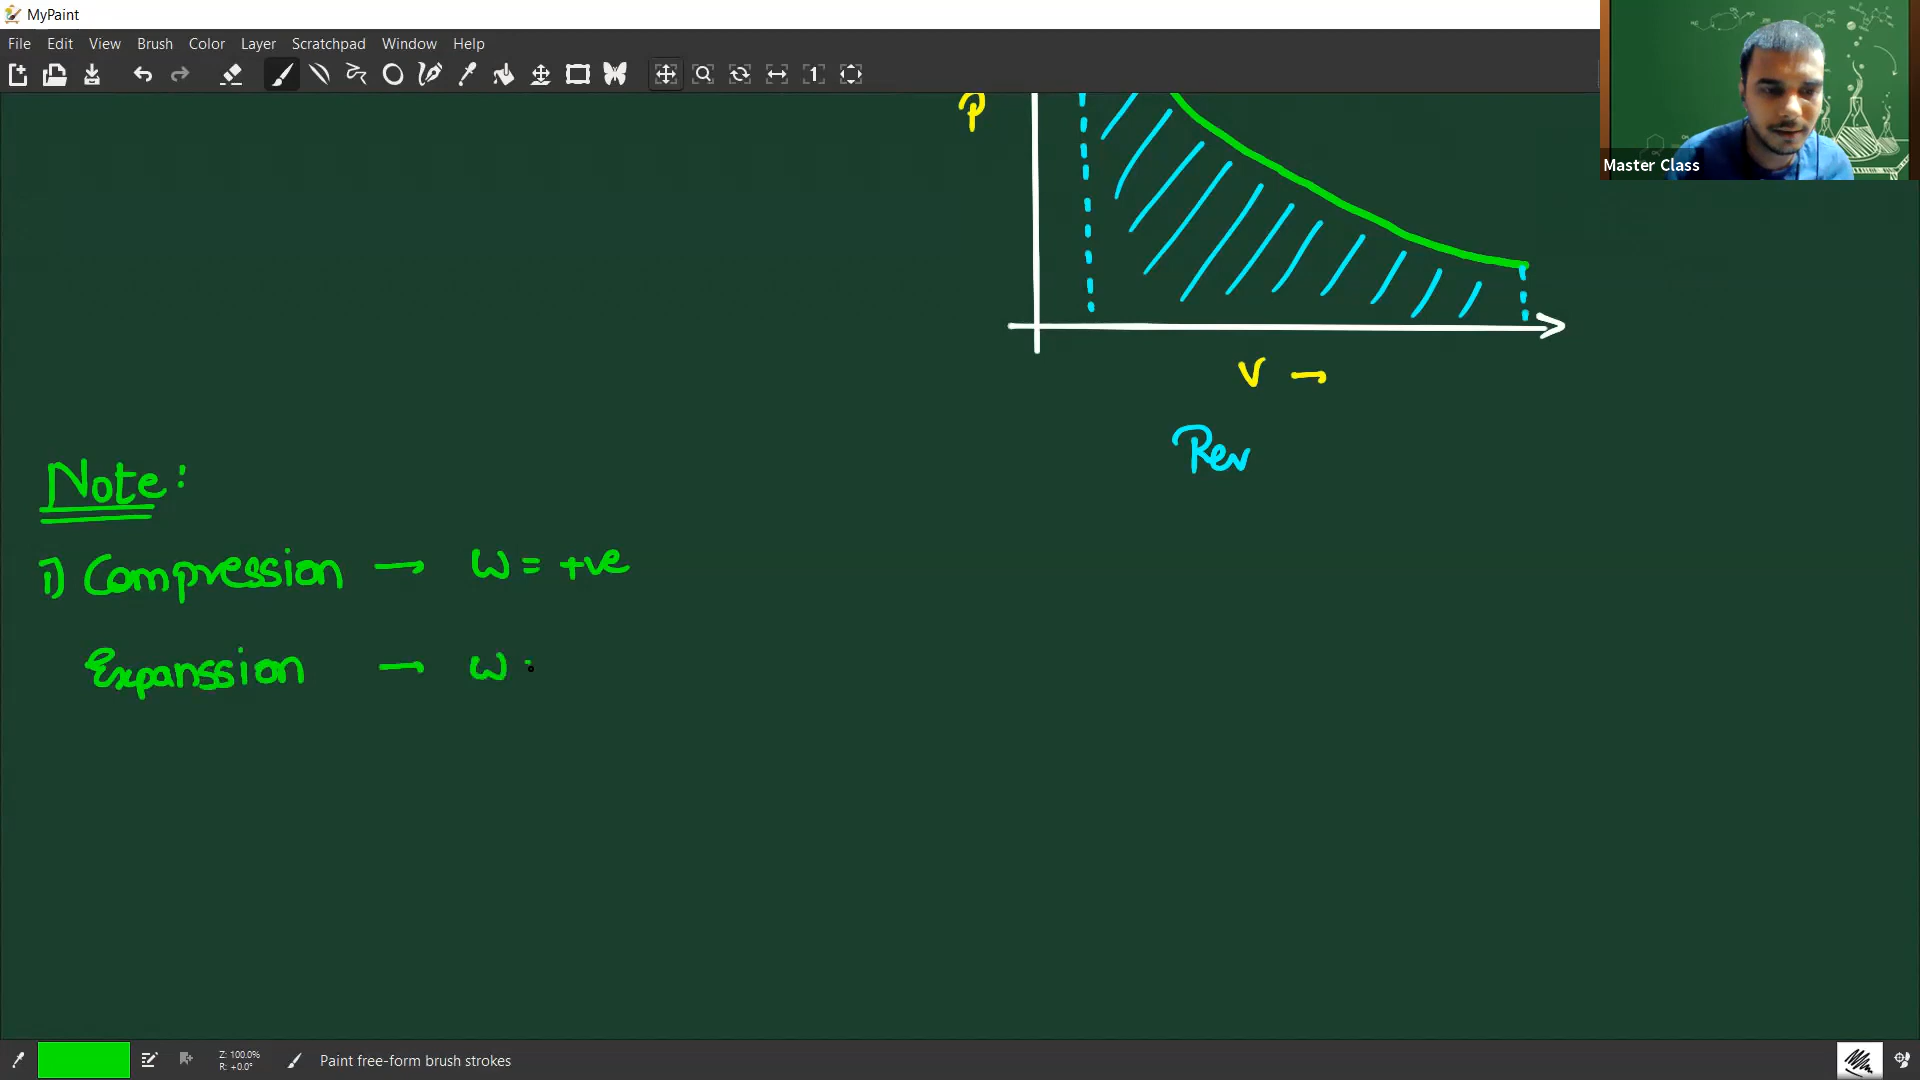 MyPaint
File Edit View Brush Color Layer Scratchpad Window Help
Master Class
P
V →
Rev
Note:
i) Compression → W = +ve
Expanssion → W
Z: 100.0%
R: +0.0°
Paint free-form brush strokes